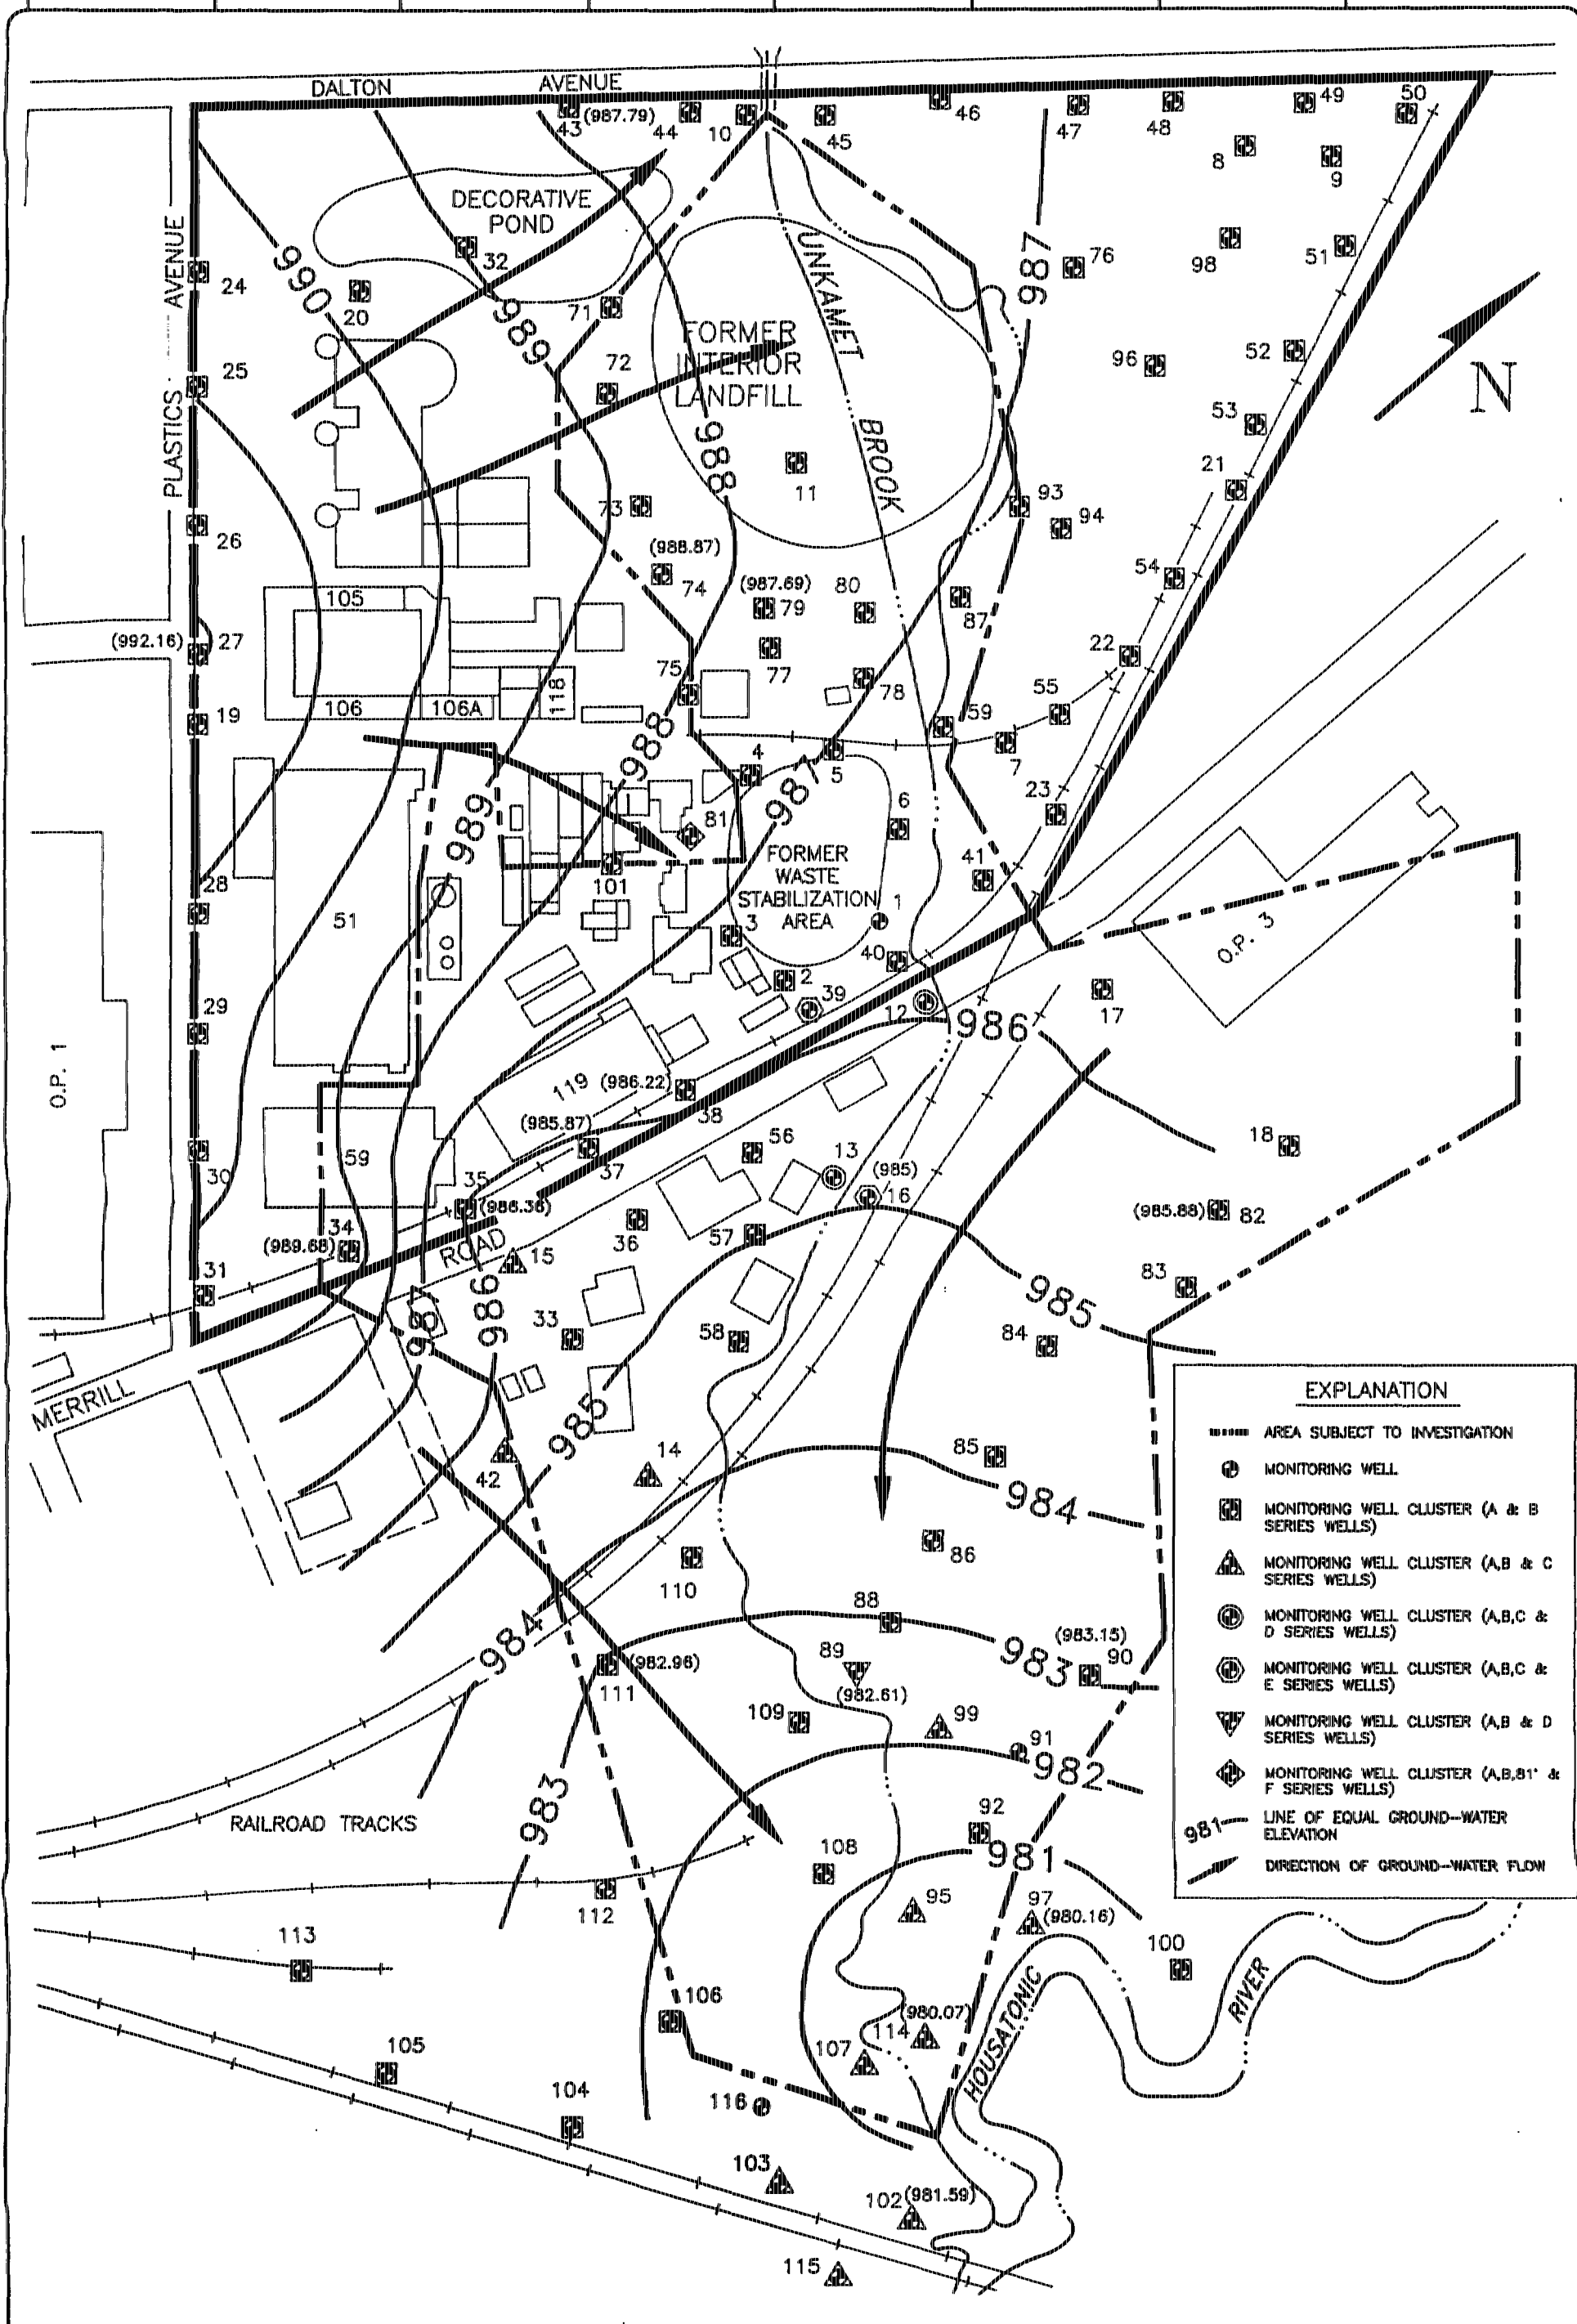 DALTON AVENUE
43 (987.79) 44 10 45 46 47 48 49 50
8 9
DECORATIVE
POND
PLASTICS AVENUE
UNKAMET BROOK
24 990 20 32 71 987 76 98 51
989
FORMER
INTERIOR
LANDFILL
25 72 96 52
53
N
988
11 21
26 73 93 94
(988.87)
74
(987.69)
79 80 54
105 87
(992.16) 27 77 22
75 78 55
118
19 106 106A 59
988 7
4 5
987
989 81 6 23
FORMER
WASTE
STABILIZATION
AREA
28 101 41
51 3 1
40 O.P. 3
2 39 12 17
29 986
O.P. 1
119 (986.22)
38
(985.87)
56 13 18
37 (985)
30 59 35 16
(986.36) (985.88) 82
34 36 57
(989.68) ROAD 15
31 985 83
987 986
33 58 84
MERRILL
985
42 14 85
984
86
110
88
984 983 (983.15)
90
89
(982.96)
111 (982.61)
109 99
91
982
983
RAILROAD TRACKS
92
108 981
112 95 97
(980.16)
113 100
106 HOUSATONIC RIVER
(980.07)
114
107
105
104 116
103
102 (981.59)
115
EXPLANATION
AREA SUBJECT TO INVESTIGATION
MONITORING WELL
MONITORING WELL CLUSTER (A & B
SERIES WELLS)
MONITORING WELL CLUSTER (A,B & C
SERIES WELLS)
MONITORING WELL CLUSTER (A,B,C &
D SERIES WELLS)
MONITORING WELL CLUSTER (A,B,C &
E SERIES WELLS)
MONITORING WELL CLUSTER (A,B & D
SERIES WELLS)
MONITORING WELL CLUSTER (A,B,81' &
F SERIES WELLS)
981 LINE OF EQUAL GROUND-WATER
ELEVATION
DIRECTION OF GROUND-WATER FLOW